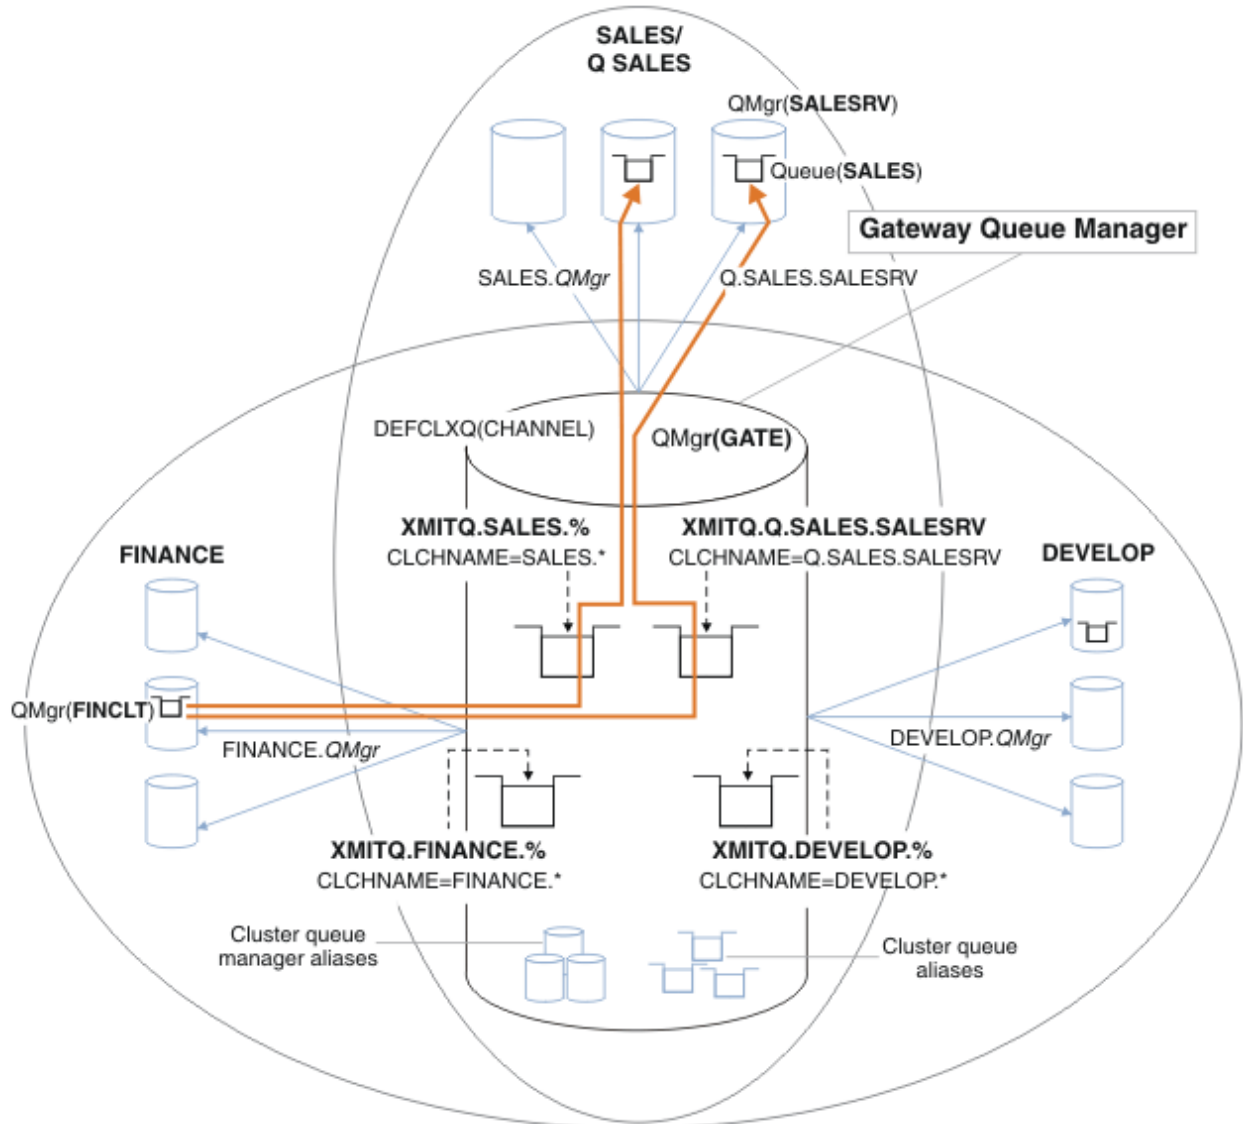 SALES/
Q SALES
QMgr(SALESRV)
Queue(SALES)
Gateway Queue Manager
SALES.QMgr
Q.SALES.SALESRV
DEFCLXQ(CHANNEL)
QMgr(GATE)
XMITQ.SALES.%
CLCHNAME=SALES.*
XMITQ.Q.SALES.SALESRV
CLCHNAME=Q.SALES.SALESRV
FINANCE
DEVELOP
QMgr(FINCLT)
FINANCE.QMgr
DEVELOP.QMgr
XMITQ.FINANCE.%
CLCHNAME=FINANCE.*
XMITQ.DEVELOP.%
CLCHNAME=DEVELOP.*
Cluster queue
manager aliases
Cluster queue
aliases